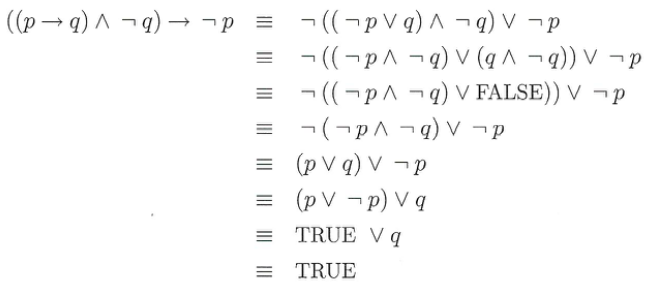 ((p → q) ∧ ¬ q) → ¬ p ≡ ¬ (( ¬ p ∨ q) ∧ ¬ q) ∨ ¬ p
≡ ¬ (( ¬ p ∧ ¬ q) ∨ (q ∧ ¬ q)) ∨ ¬ p
≡ ¬ (( ¬ p ∧ ¬ q) ∨ FALSE)) ∨ ¬ p
≡ ¬ ( ¬ p ∧ ¬ q) ∨ ¬ p
≡ (p ∨ q) ∨ ¬ p
≡ (p ∨ ¬ p) ∨ q
≡ TRUE ∨ q
≡ TRUE